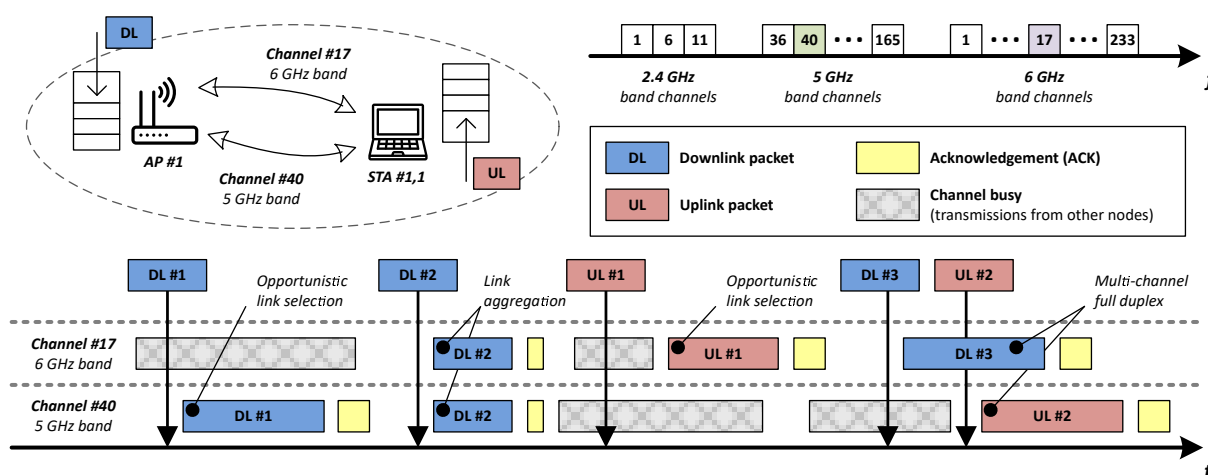 DL
Channel #17
6 GHz band
AP #1
Channel #40
5 GHz band
STA #1,1
UL
1 6 11 36 40 ••• 165 1 ••• 17 ••• 233
2.4 GHz
band channels
5 GHz
band channels
6 GHz
band channels
DL Downlink packet
Acknowledgement (ACK)
UL Uplink packet
Channel busy
(transmissions from other nodes)
DL #1
Opportunistic
link selection
DL #2
Link
aggregation
UL #1
Opportunistic
link selection
DL #3
UL #2
Multi-channel
full duplex
Channel #17
6 GHz band
DL #2 UL #1 DL #3
Channel #40
5 GHz band
DL #1 DL #2 UL #2